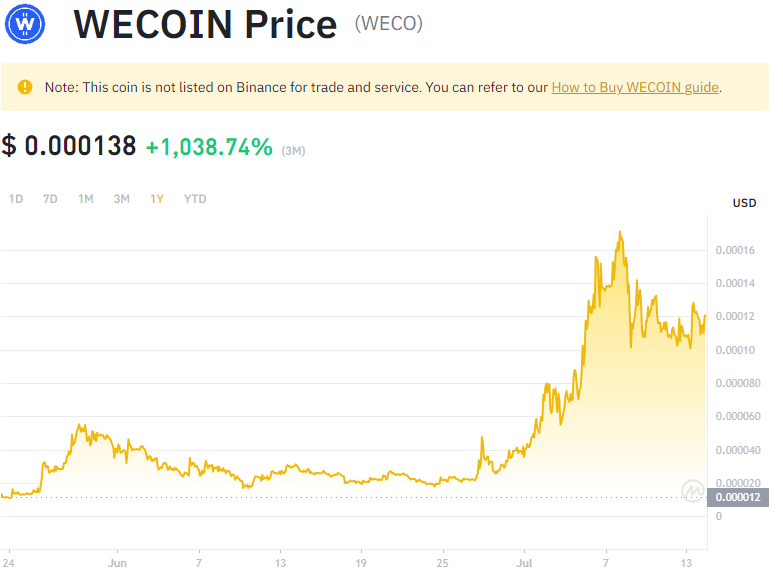 WECOIN Price (WECO)
Note: This coin is not listed on Binance for trade and service. You can refer to our How to Buy WECOIN guide.
$ 0.000138 +1,038.74% (3M)
1D 7D 1M 3M 1Y YTD
USD
0.00016
0.00014
0.00012
0.00010
0.000080
0.000060
0.000040
0.000020
0.000012
0
24 Jun 7 13 19 25 Jul 7 13